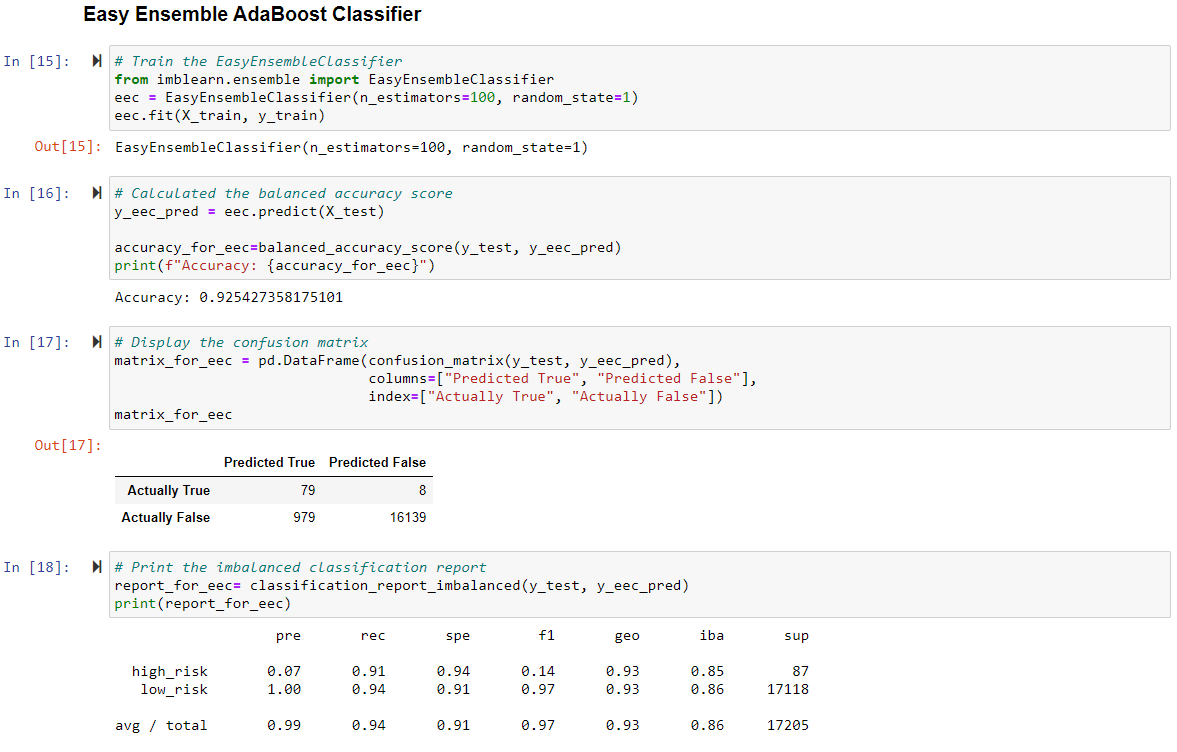 Easy Ensemble AdaBoost Classifier
In [15]: # Train the EasyEnsembleClassifier
from imblearn.ensemble import EasyEnsembleClassifier
eec = EasyEnsembleClassifier(n_estimators=100, random_state=1)
eec.fit(X_train, y_train)
Out[15]: EasyEnsembleClassifier(n_estimators=100, random_state=1)
In [16]: # Calculated the balanced accuracy score
y_eec_pred = eec.predict(X_test)
accuracy_for_eec=balanced_accuracy_score(y_test, y_eec_pred)
print(f"Accuracy: {accuracy_for_eec}")
Accuracy: 0.925427358175101
In [17]: # Display the confusion matrix
matrix_for_eec = pd.DataFrame(confusion_matrix(y_test, y_eec_pred),
columns=["Predicted True", "Predicted False"],
index=["Actually True", "Actually False"])
matrix_for_eec
Out[17]:
Predicted True Predicted False
Actually True 79 8
Actually False 979 16139
In [18]: # Print the imbalanced classification report
report_for_eec= classification_report_imbalanced(y_test, y_eec_pred)
print(report_for_eec)
pre rec spe f1 geo iba sup
high_risk 0.07 0.91 0.94 0.14 0.93 0.85 87
low_risk 1.00 0.94 0.91 0.97 0.93 0.86 17118
avg / total 0.99 0.94 0.91 0.97 0.93 0.86 17205